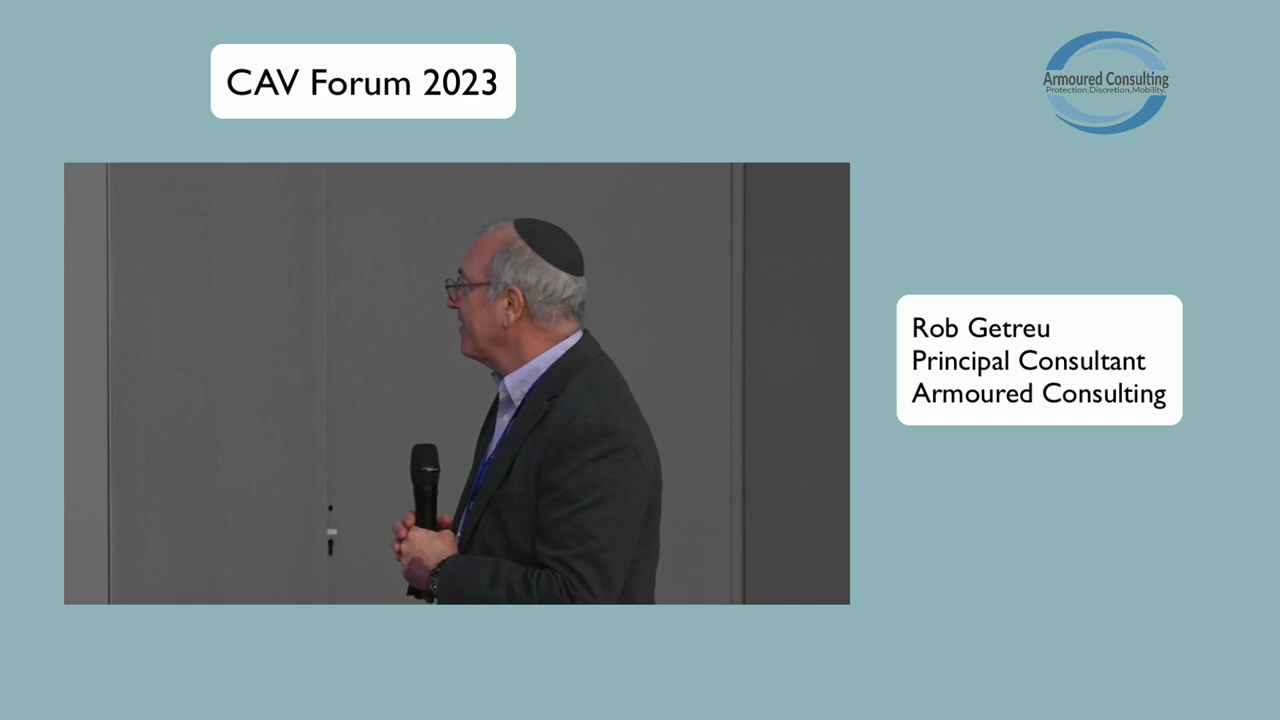 CAV Forum 2023
Armoured Consulting
Protection.Discretion.Mobility.
Rob Getreu
Principal Consultant
Armoured Consulting